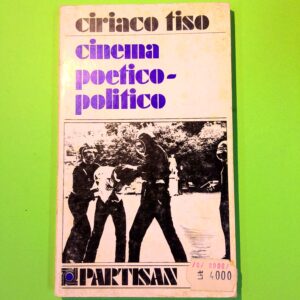 ciriaco tiso
cinema
poetico-
politico
PARTISAN
4000